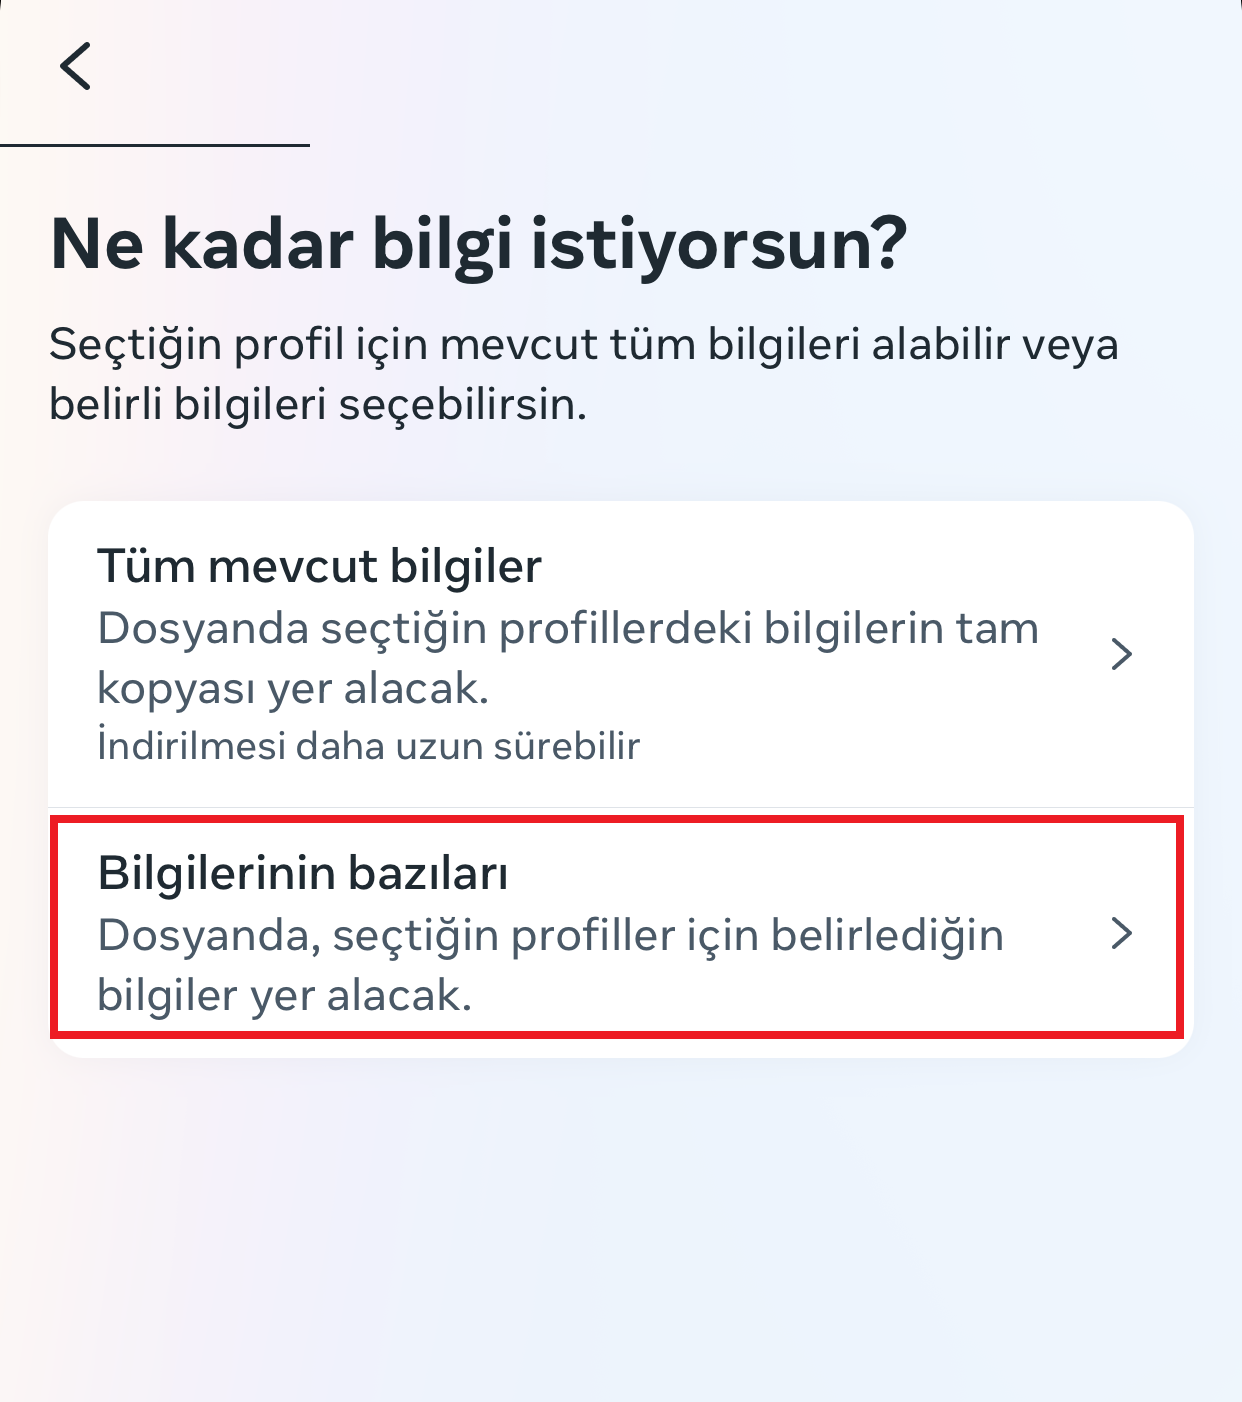 Ne kadar bilgi istiyorsun?
Seçtiğin profil için mevcut tüm bilgileri alabilir veya
belirli bilgileri seçebilirsin.
Tüm mevcut bilgiler
Dosyanda seçtiğin profillerdeki bilgilerin tam
kopyası yer alacak.
İndirilmesi daha uzun sürebilir
Bilgilerinin bazıları
Dosyanda, seçtiğin profiller için belirlediğin
bilgiler yer alacak.